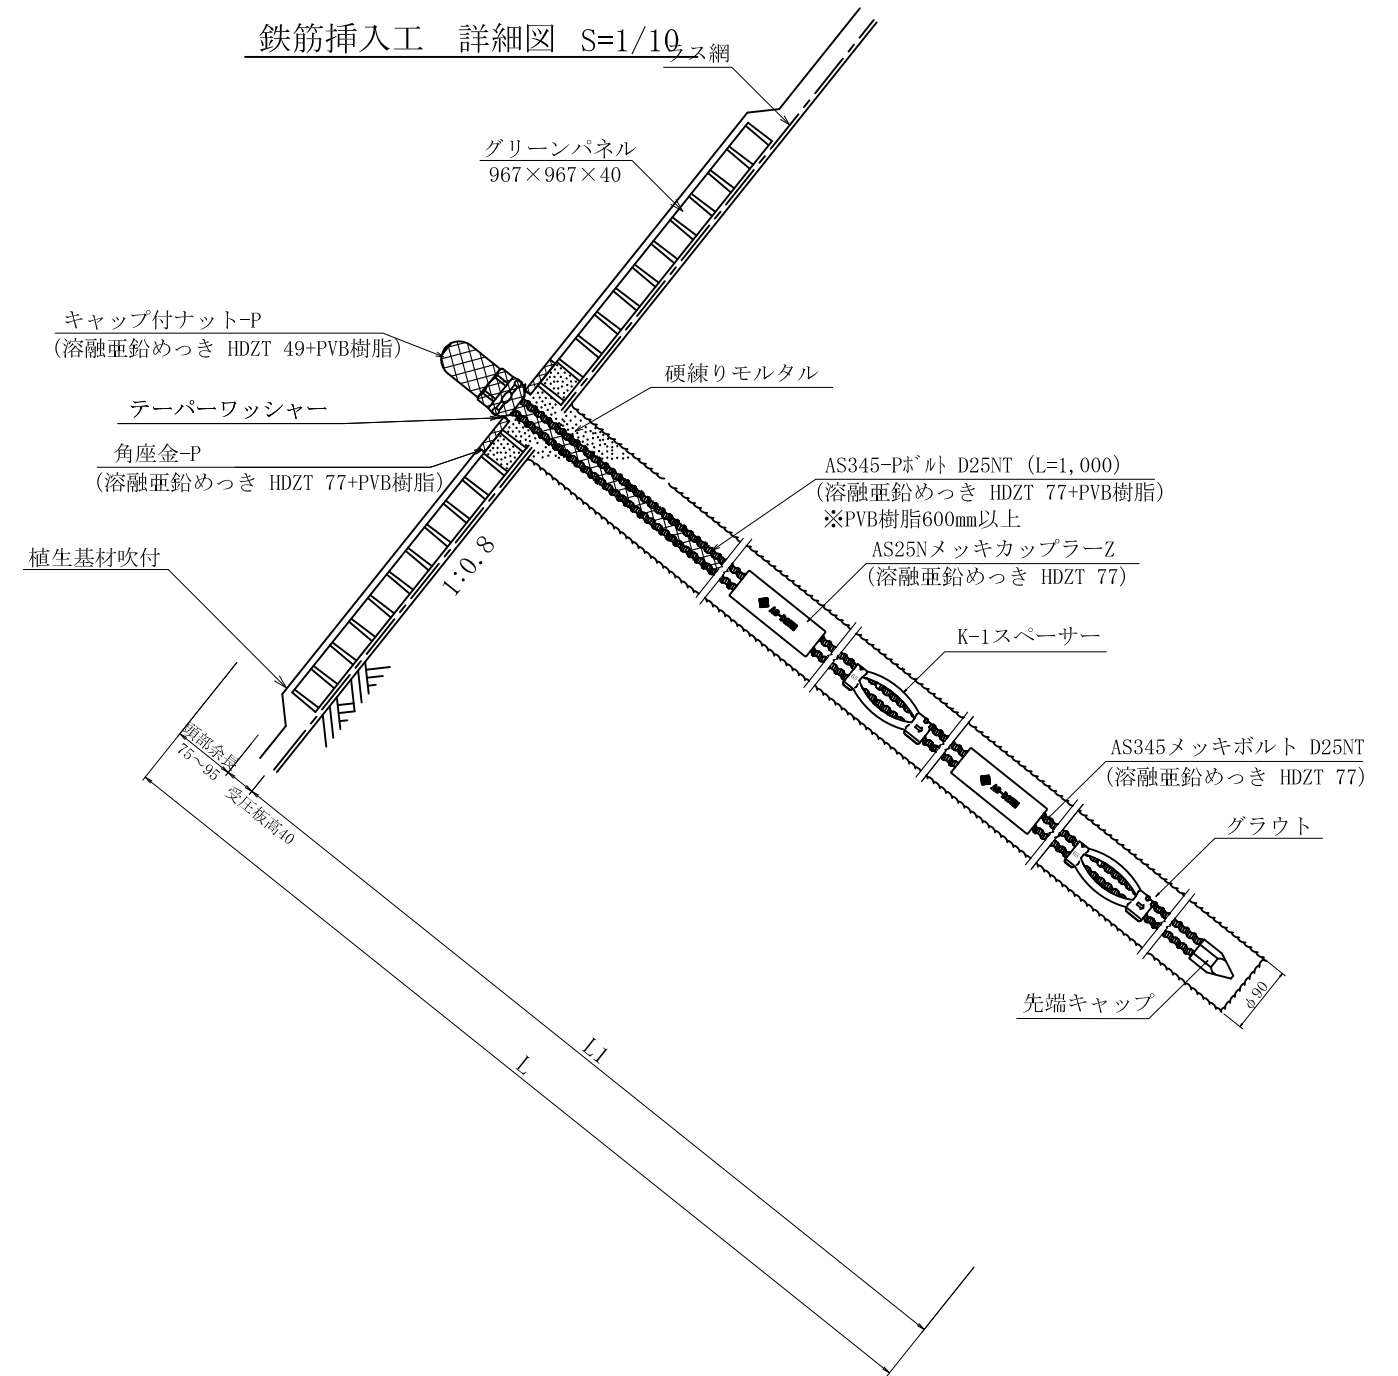 鉄筋挿入工　詳細図　S=1/10
ラス網
グリーンパネル
967×967×40
キャップ付ナット-P
(溶融亜鉛めっき HDZT 49+PVB樹脂)
硬練りモルタル
テーパーワッシャー
角座金-P
(溶融亜鉛めっき HDZT 77+PVB樹脂)
AS345-Pﾎﾞﾙﾄ D25NT (L=1,000)
(溶融亜鉛めっき HDZT 77+PVB樹脂)
※PVB樹脂600mm以上
AS25NメッキカップラーZ
(溶融亜鉛めっき HDZT 77)
植生基材吹付
1:0.8
K-1スペーサー
頭部余長
75～95
受圧板高40
AS345メッキボルト D25NT
(溶融亜鉛めっき HDZT 77)
グラウト
先端キャップ
φ90
L1
L